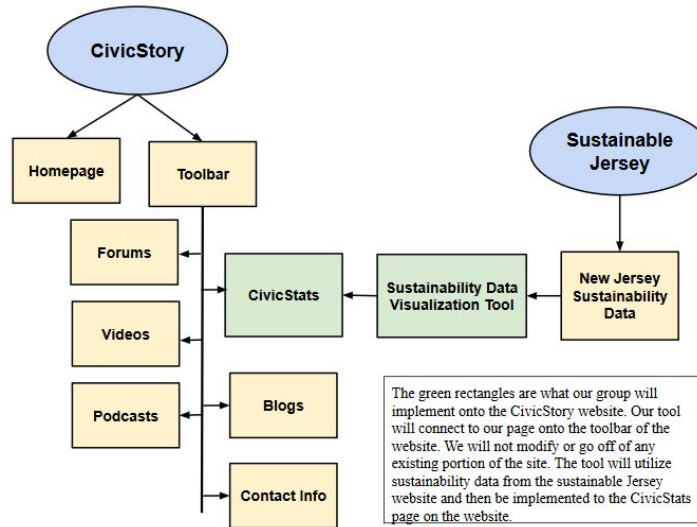 CivicStory
Sustainable
Jersey
Homepage
Toolbar
Forums
CivicStats
Sustainability Data
Visualization Tool
New Jersey
Sustainability
Data
Videos
Podcasts
Blogs
Contact Info
The green rectangles are what our group will
implement onto the CivicStory website. Our tool
will connect to our page onto the toolbar of the
website. We will not modify or go off of any
existing portion of the site. The tool will utilize
sustainability data from the sustainable Jersey
website and then be implemented to the CivicStats
page on the website.